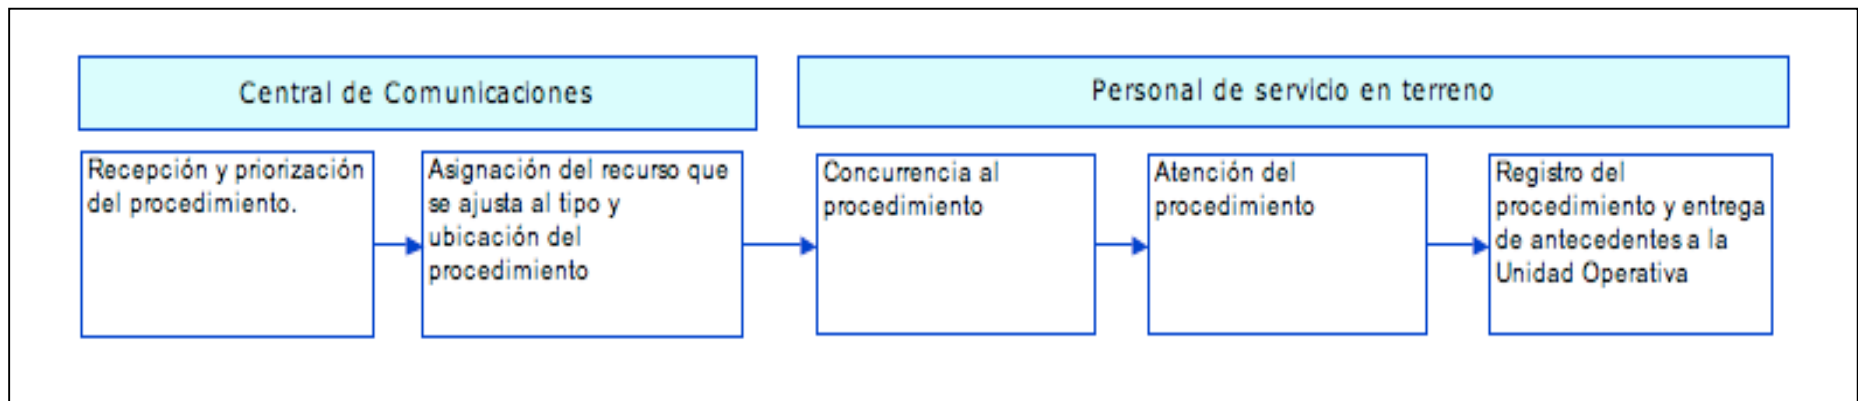 Central de Comunicaciones
Personal de servicio en terreno
Recepción y priorización
del procedimiento.
Asignación del recurso que
se ajusta al tipo y
ubicación del
procedimiento
Concurrencia al
procedimiento
Atención del
procedimiento
Registro del
procedimiento y entrega
de antecedentes a la
Unidad Operativa